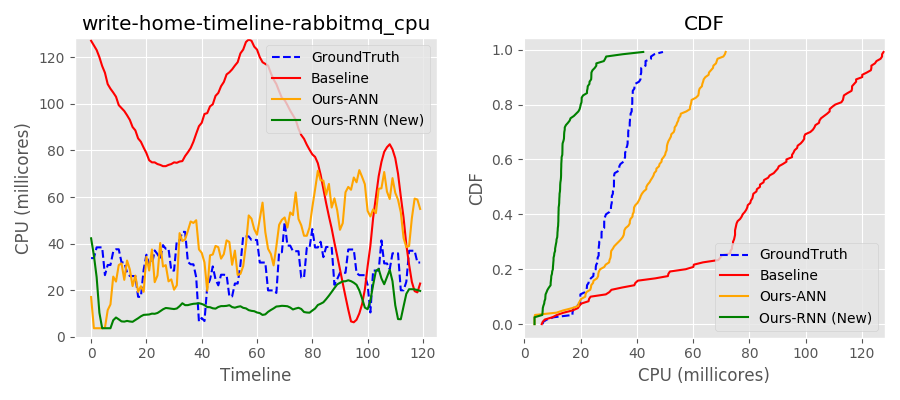 write-home-timeline-rabbitmq_cpu
CPU (millicores)
120
100
80
60
40
20
0
0 20 40 60 80 100 120
Timeline
GroundTruth
Baseline
Ours-ANN
Ours-RNN (New)
CDF
CDF
1.0
0.8
0.6
0.4
0.2
0.0
0 20 40 60 80 100 120
CPU (millicores)
GroundTruth
Baseline
Ours-ANN
Ours-RNN (New)